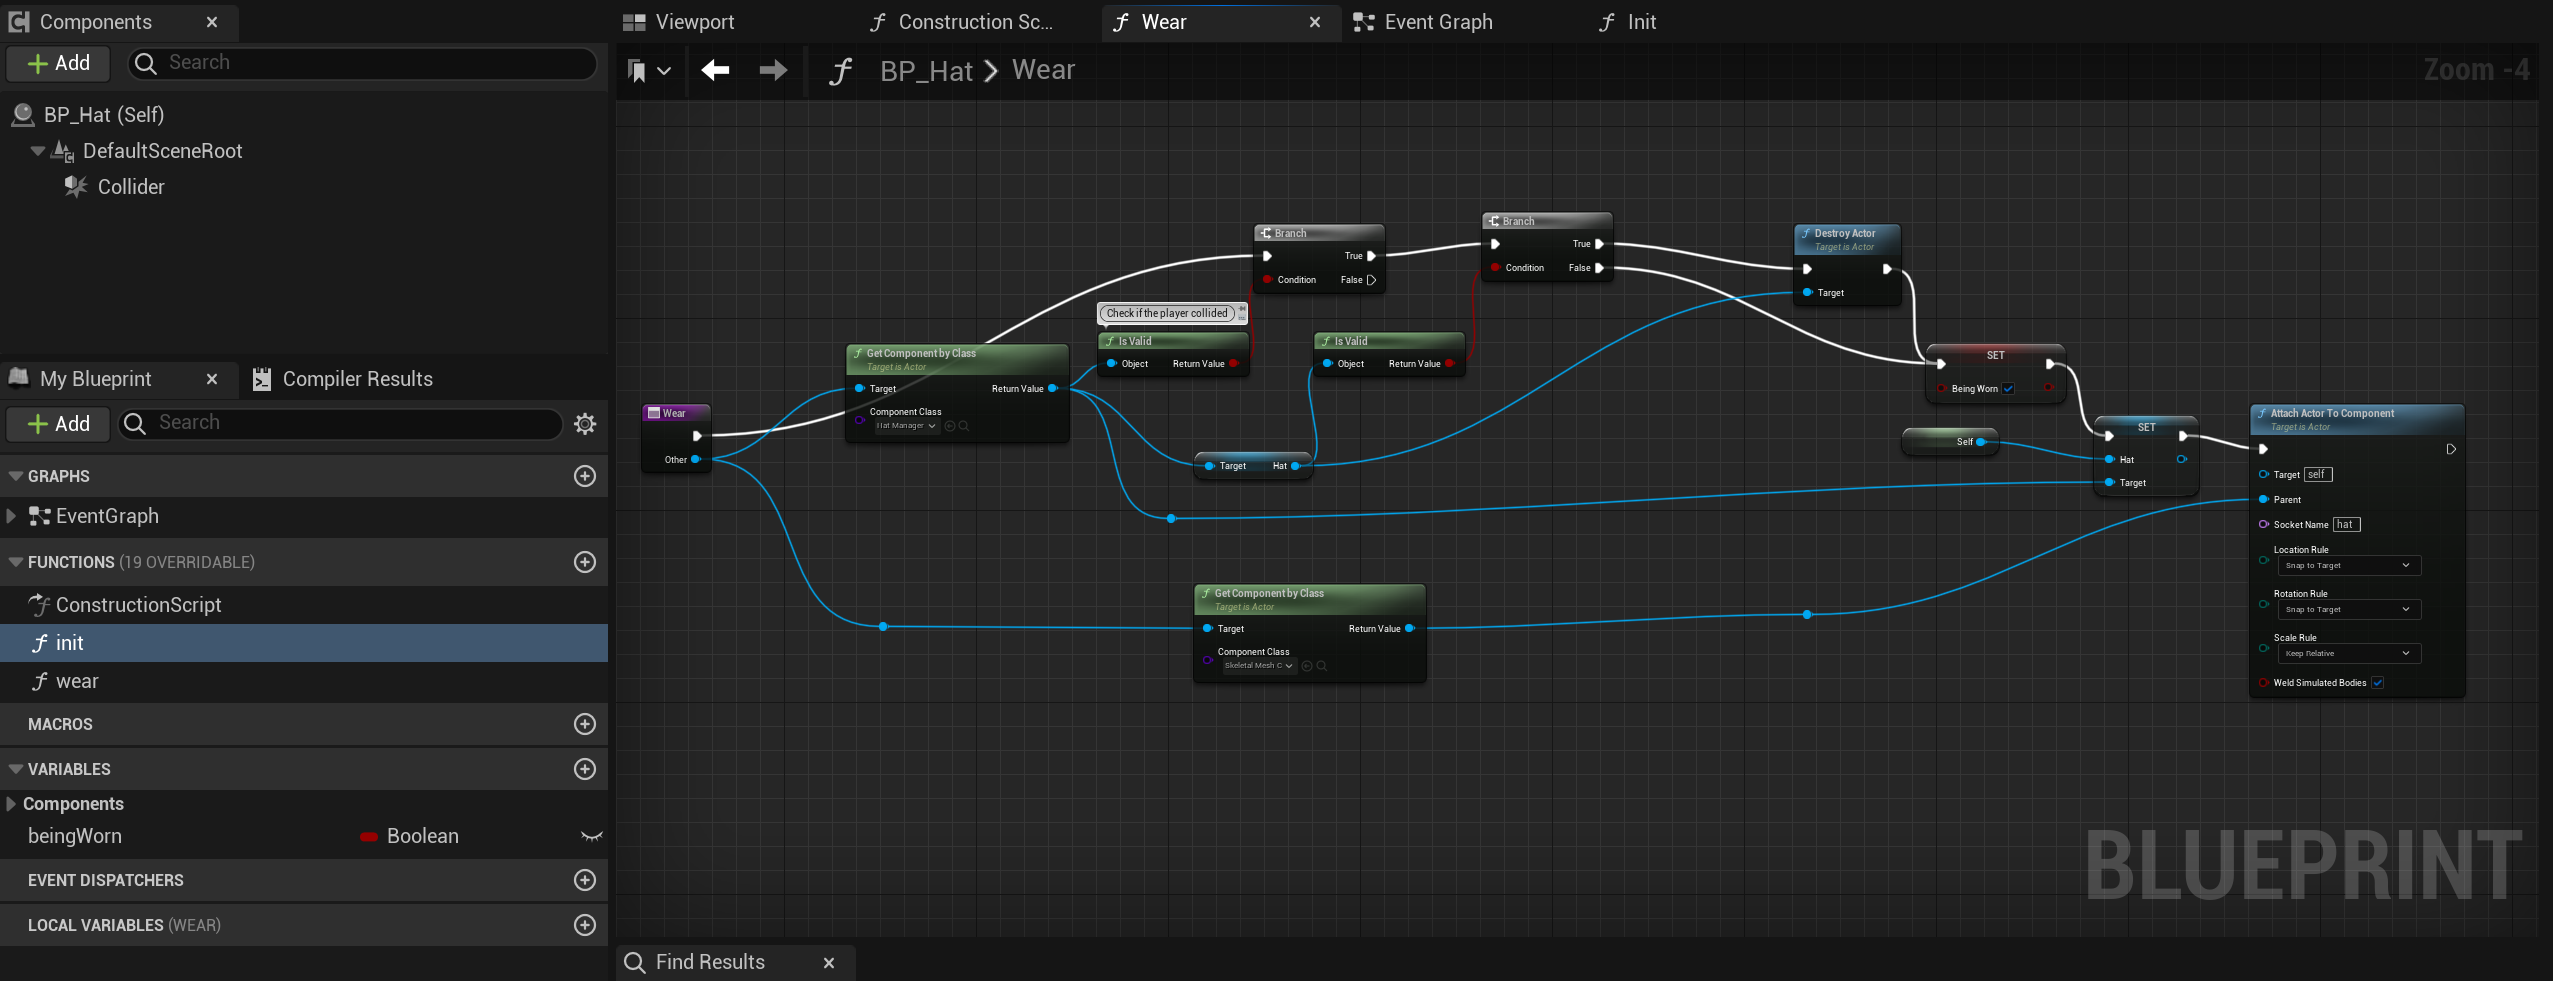 Components
Add
Search
BP_Hat (Self)
DefaultSceneRoot
Collider
My Blueprint
Compiler Results
Add
Search
GRAPHS
EventGraph
FUNCTIONS (19 OVERRIDABLE)
ConstructionScript
init
wear
MACROS
VARIABLES
Components
beingWorn
Boolean
EVENT DISPATCHERS
LOCAL VARIABLES (WEAR)
Viewport
Construction Sc...
Wear
Event Graph
Init
BP_Hat
Wear
Zoom -4
Wear
Other
Get Component by Class
Target is Actor
Target
Return Value
Component Class
Hat Manager
Check if the player collided
Is Valid
Object
Return Value
Branch
True
Condition
False
Target
Hat
Is Valid
Object
Return Value
Branch
True
Condition
False
Get Component by Class
Target is Actor
Target
Return Value
Component Class
Skeletal Mesh C
Destroy Actor
Target is Actor
Target
SET
Being Worn
Self
SET
Hat
Target
Attach Actor To Component
Target is Actor
Target self
Parent
Socket Name hat
Location Rule
Snap to Target
Rotation Rule
Snap to Target
Scale Rule
Keep Relative
Weld Simulated Bodies
BLUEPRINT
Find Results